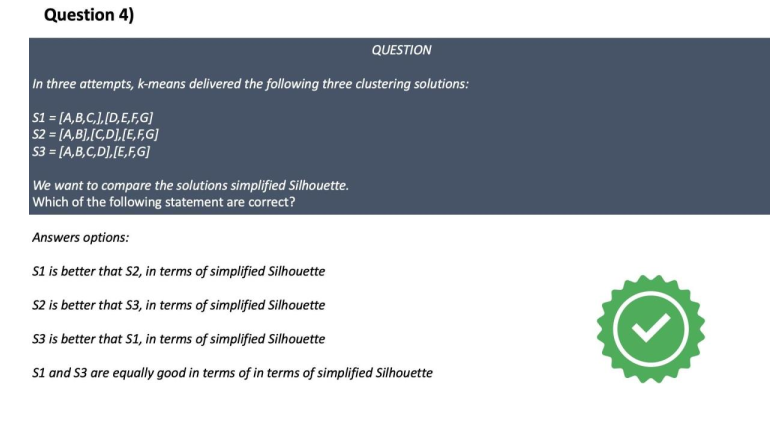 Question 4)
QUESTION
In three attempts, k-means delivered the following three clustering solutions:
S1 = [A,B,C,],[D,E,F,G]
S2 = [A,B],[C,D],[E,F,G]
S3 = [A,B,C,D],[E,F,G]
We want to compare the solutions simplified Silhouette.
Which of the following statement are correct?
Answers options:
S1 is better that S2, in terms of simplified Silhouette
S2 is better that S3, in terms of simplified Silhouette
S3 is better that S1, in terms of simplified Silhouette
S1 and S3 are equally good in terms of in terms of simplified Silhouette